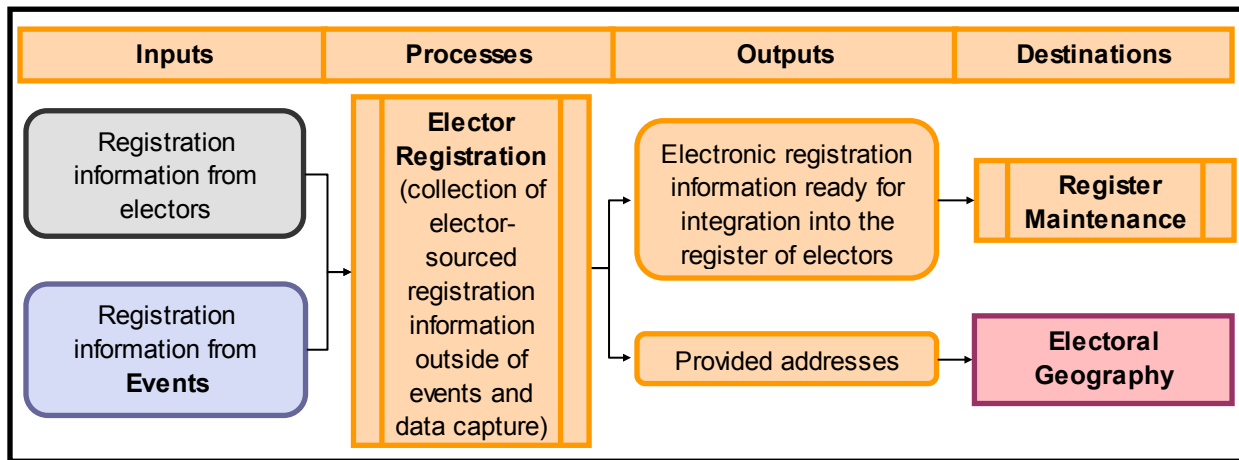 Inputs
Processes
Outputs
Destinations
Registration
information from
electors
Registration
information from
Events
Elector
Registration
(collection of
elector-
sourced
registration
information
outside of
events and
data capture)
Electronic registration
information ready for
integration into the
register of electors
Provided addresses
Register
Maintenance
Electoral
Geography